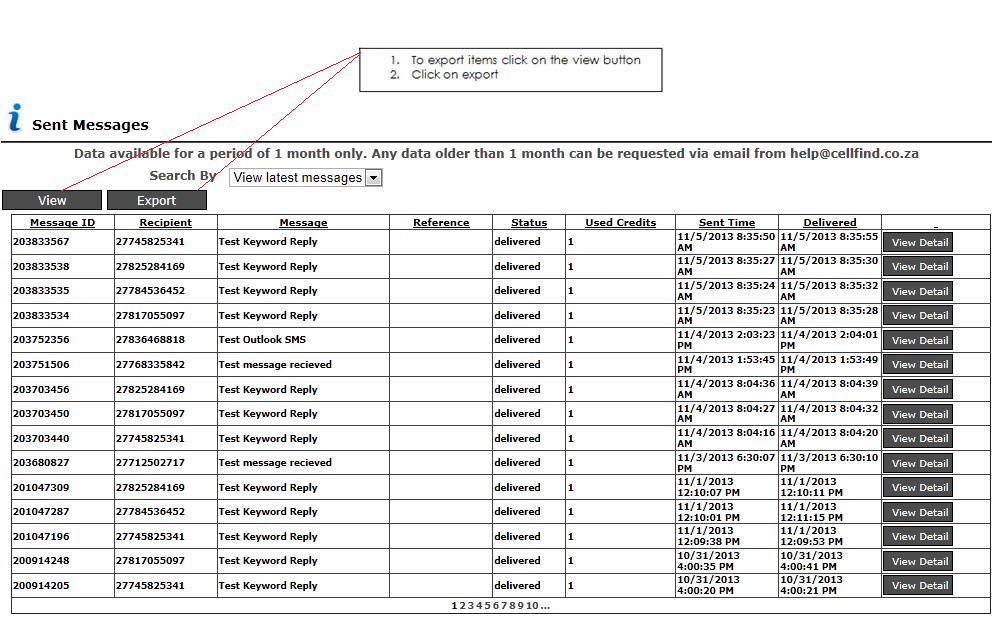 1. To export items click on the view button
2. Click on export
i Sent Messages
Data available for a period of 1 month only. Any data older than 1 month can be requested via email from help@cellfind.co.za
Search By View latest messages
View Export
Message ID Recipient Message Reference Status Used Credits Sent Time Delivered
203833567 27745825341 Test Keyword Reply delivered 1 11/5/2013 8:35:50 AM 11/5/2013 8:35:55 AM View Detail
203833538 27825284169 Test Keyword Reply delivered 1 11/5/2013 8:35:27 AM 11/5/2013 8:35:30 AM View Detail
203833535 27784536452 Test Keyword Reply delivered 1 11/5/2013 8:35:24 AM 11/5/2013 8:35:32 AM View Detail
203833534 27817055097 Test Keyword Reply delivered 1 11/5/2013 8:35:23 AM 11/5/2013 8:35:28 AM View Detail
203752356 27836468818 Test Outlook SMS delivered 1 11/4/2013 2:03:23 PM 11/4/2013 2:04:01 PM View Detail
203751506 27768335842 Test message recieved delivered 1 11/4/2013 1:53:45 PM 11/4/2013 1:53:49 PM View Detail
203703456 27825284169 Test Keyword Reply delivered 1 11/4/2013 8:04:36 AM 11/4/2013 8:04:39 AM View Detail
203703450 27817055097 Test Keyword Reply delivered 1 11/4/2013 8:04:27 AM 11/4/2013 8:04:32 AM View Detail
203703440 27745825341 Test Keyword Reply delivered 1 11/4/2013 8:04:16 AM 11/4/2013 8:04:20 AM View Detail
203680827 27712502717 Test message recieved delivered 1 11/3/2013 6:30:07 PM 11/3/2013 6:30:10 PM View Detail
201047309 27825284169 Test Keyword Reply delivered 1 11/1/2013 12:10:07 PM 11/1/2013 12:10:11 PM View Detail
201047287 27784536452 Test Keyword Reply delivered 1 11/1/2013 12:10:01 PM 11/1/2013 12:11:15 PM View Detail
201047196 27745825341 Test Keyword Reply delivered 1 11/1/2013 12:09:38 PM 11/1/2013 12:09:53 PM View Detail
200914248 27817055097 Test Keyword Reply delivered 1 10/31/2013 4:00:35 PM 10/31/2013 4:00:41 PM View Detail
200914205 27745825341 Test Keyword Reply delivered 1 10/31/2013 4:00:20 PM 10/31/2013 4:00:21 PM View Detail
1 2 3 4 5 6 7 8 9 10 ...